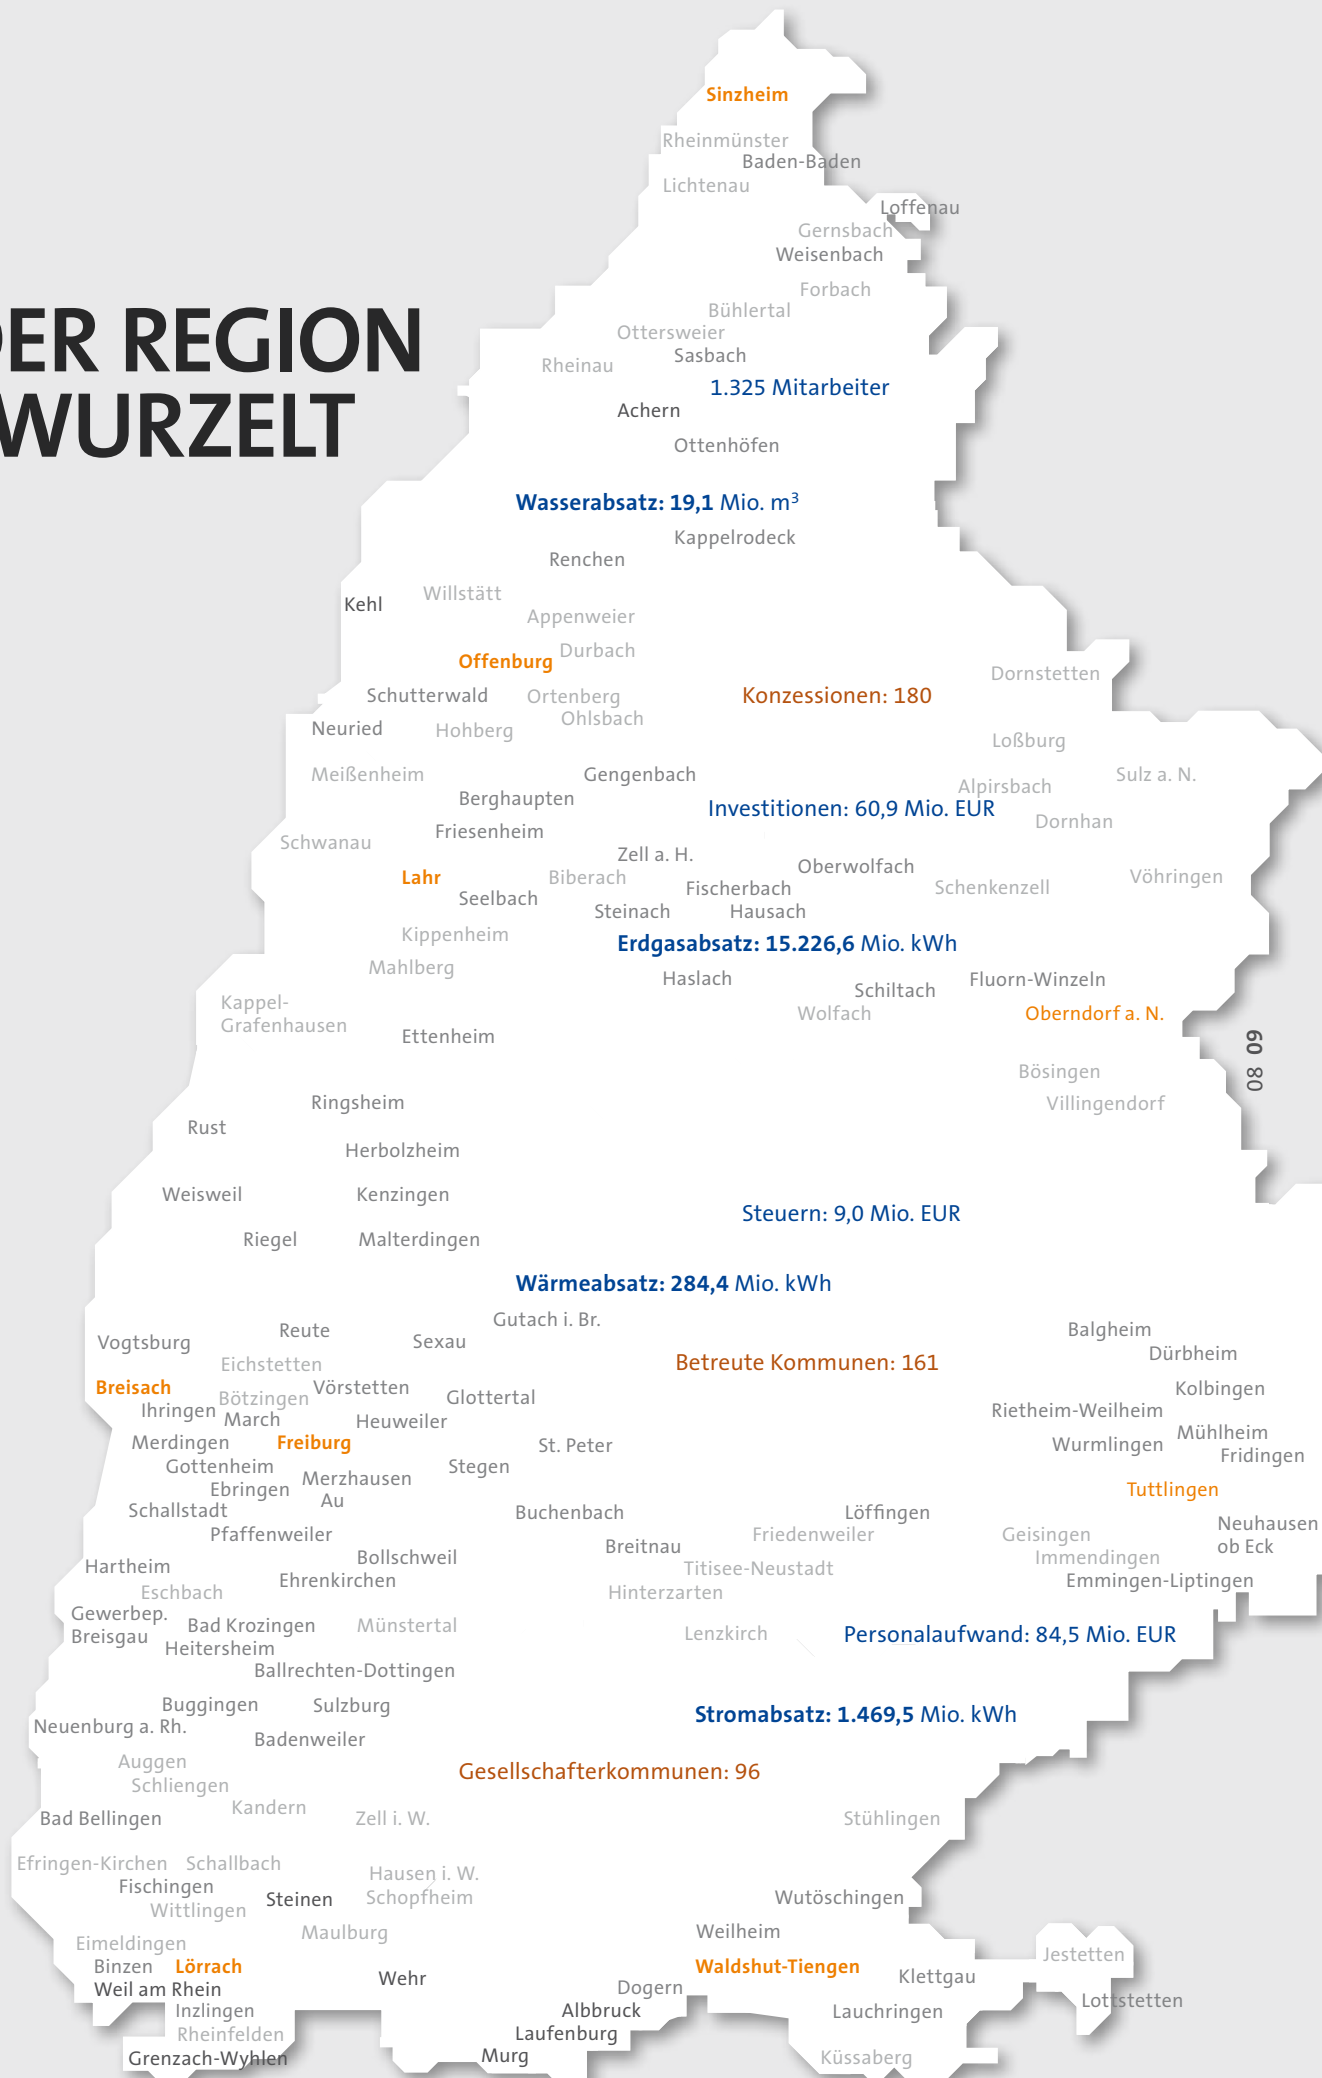 Sinzheim
Rheinmünster
Baden-Baden
Lichtenau
Loffenau
Gernsbach
Weisenbach
Forbach
Bühlertal
DER REGION
Ottersweier
Sasbach
Rheinau
1.325 Mitarbeiter
WURZELT
Achern
Ottenhöfen
Wasserabsatz: 19,1 Mio. m³
Kappelrodeck
Renchen
Willstätt
Kehl
Appenweier
Durbach
Offenburg
Dornstetten
Schutterwald
Ortenberg
Konzessionen: 180
Ohlsbach
Neuried
Hohberg
Loßburg
Meißenheim
Gengenbach
Sulz a. N.
Alpirsbach
Berghaupten
Investitionen: 60,9 Mio. EUR
Dornhan
Friesenheim
Schwanau
Zell a. H.
Oberwolfach
Lahr
Biberach
Vöhringen
Fischerbach
Schenkenzell
Seelbach
Steinach
Hausach
Kippenheim
Erdgasabsatz: 15.226,6 Mio. kWh
Mahlberg
Haslach
Fluorn-Winzeln
Schiltach
Kappel-
Grafenhausen
Wolfach
Oberndorf a. N.
Ettenheim
08 09
Bösingen
Ringsheim
Villingendorf
Rust
Herbolzheim
Weisweil
Kenzingen
Steuern: 9,0 Mio. EUR
Riegel
Malterdingen
Wärmeabsatz: 284,4 Mio. kWh
Gutach i. Br.
Reute
Balgheim
Vogtsburg
Sexau
Dürbheim
Eichstetten
Betreute Kommunen: 161
Breisach
Vörstetten
Kolbingen
Bötzingen
Glottertal
Ihringen
Rietheim-Weilheim
March
Heuweiler
Mühlheim
Merdingen
Freiburg
St. Peter
Wurmlingen
Fridingen
Gottenheim
Stegen
Merzhausen
Ebringen
Tuttlingen
Au
Schallstadt
Buchenbach
Löffingen
Neuhausen
ob Eck
Pfaffenweiler
Friedenweiler
Geisingen
Breitnau
Bollschweil
Immendingen
Hartheim
Titisee-Neustadt
Ehrenkirchen
Emmingen-Liptingen
Eschbach
Hinterzarten
Gewerbep.
Breisgau
Bad Krozingen
Münstertal
Lenzkirch
Personalaufwand: 84,5 Mio. EUR
Heitersheim
Ballrechten-Dottingen
Buggingen
Sulzburg
Stromabsatz: 1.469,5 Mio. kWh
Neuenburg a. Rh.
Badenweiler
Auggen
Gesellschafterkommunen: 96
Schliengen
Kandern
Bad Bellingen
Zell i. W.
Stühlingen
Efringen-Kirchen
Schallbach
Hausen i. W.
Fischingen
Steinen
Schopfheim
Wutöschingen
Wittlingen
Maulburg
Weilheim
Eimeldingen
Jestetten
Binzen
Lörrach
Waldshut-Tiengen
Wehr
Klettgau
Weil am Rhein
Dogern
Lottstetten
Inzlingen
Albbruck
Lauchringen
Rheinfelden
Laufenburg
Grenzach-Wyhlen
Murg
Küssaberg